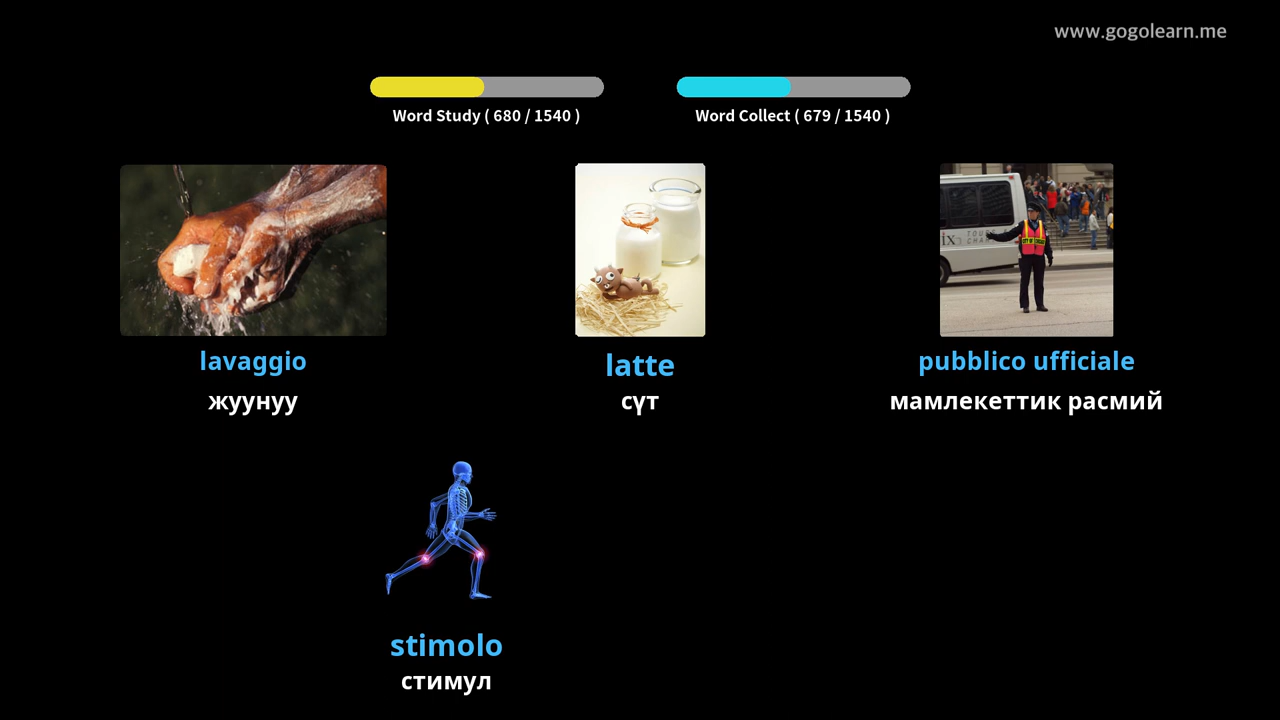 www.gogolearn.me
Word Study ( 680 / 1540 )
Word Collect ( 679 / 1540 )
lavaggio
latte
pubblico ufficiale
жуунуу
сүт
мамлекеттик расмий
stimolo
стимул